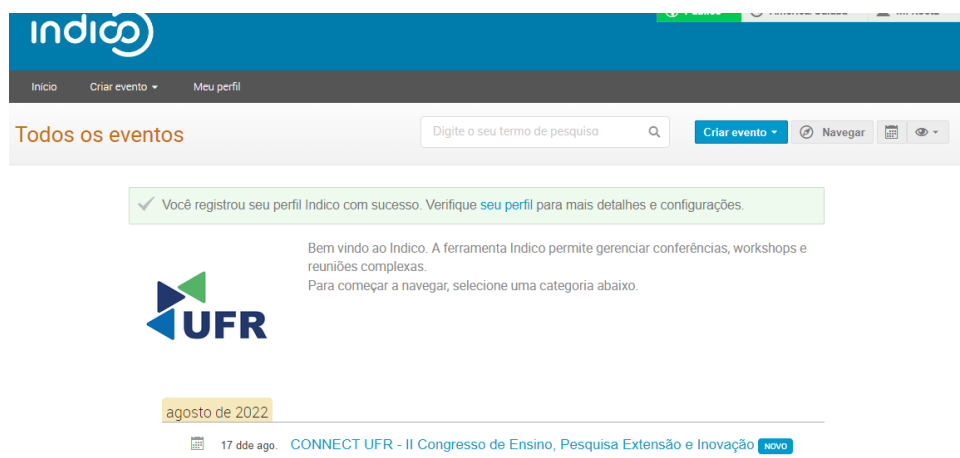 indico
Início Criar evento Meu perfil
Todos os eventos
Digite o seu termo de pesquisa
Criar evento
Navegar
Você registrou seu perfil Indico com sucesso. Verifique seu perfil para mais detalhes e configurações.
Bem vindo ao Indico. A ferramenta Indico permite gerenciar conferências, workshops e
reuniões complexas.
Para começar a navegar, selecione uma categoria abaixo.
UFR
agosto de 2022
17 dde ago. CONNECT UFR - II Congresso de Ensino, Pesquisa Extensão e Inovação NOVO